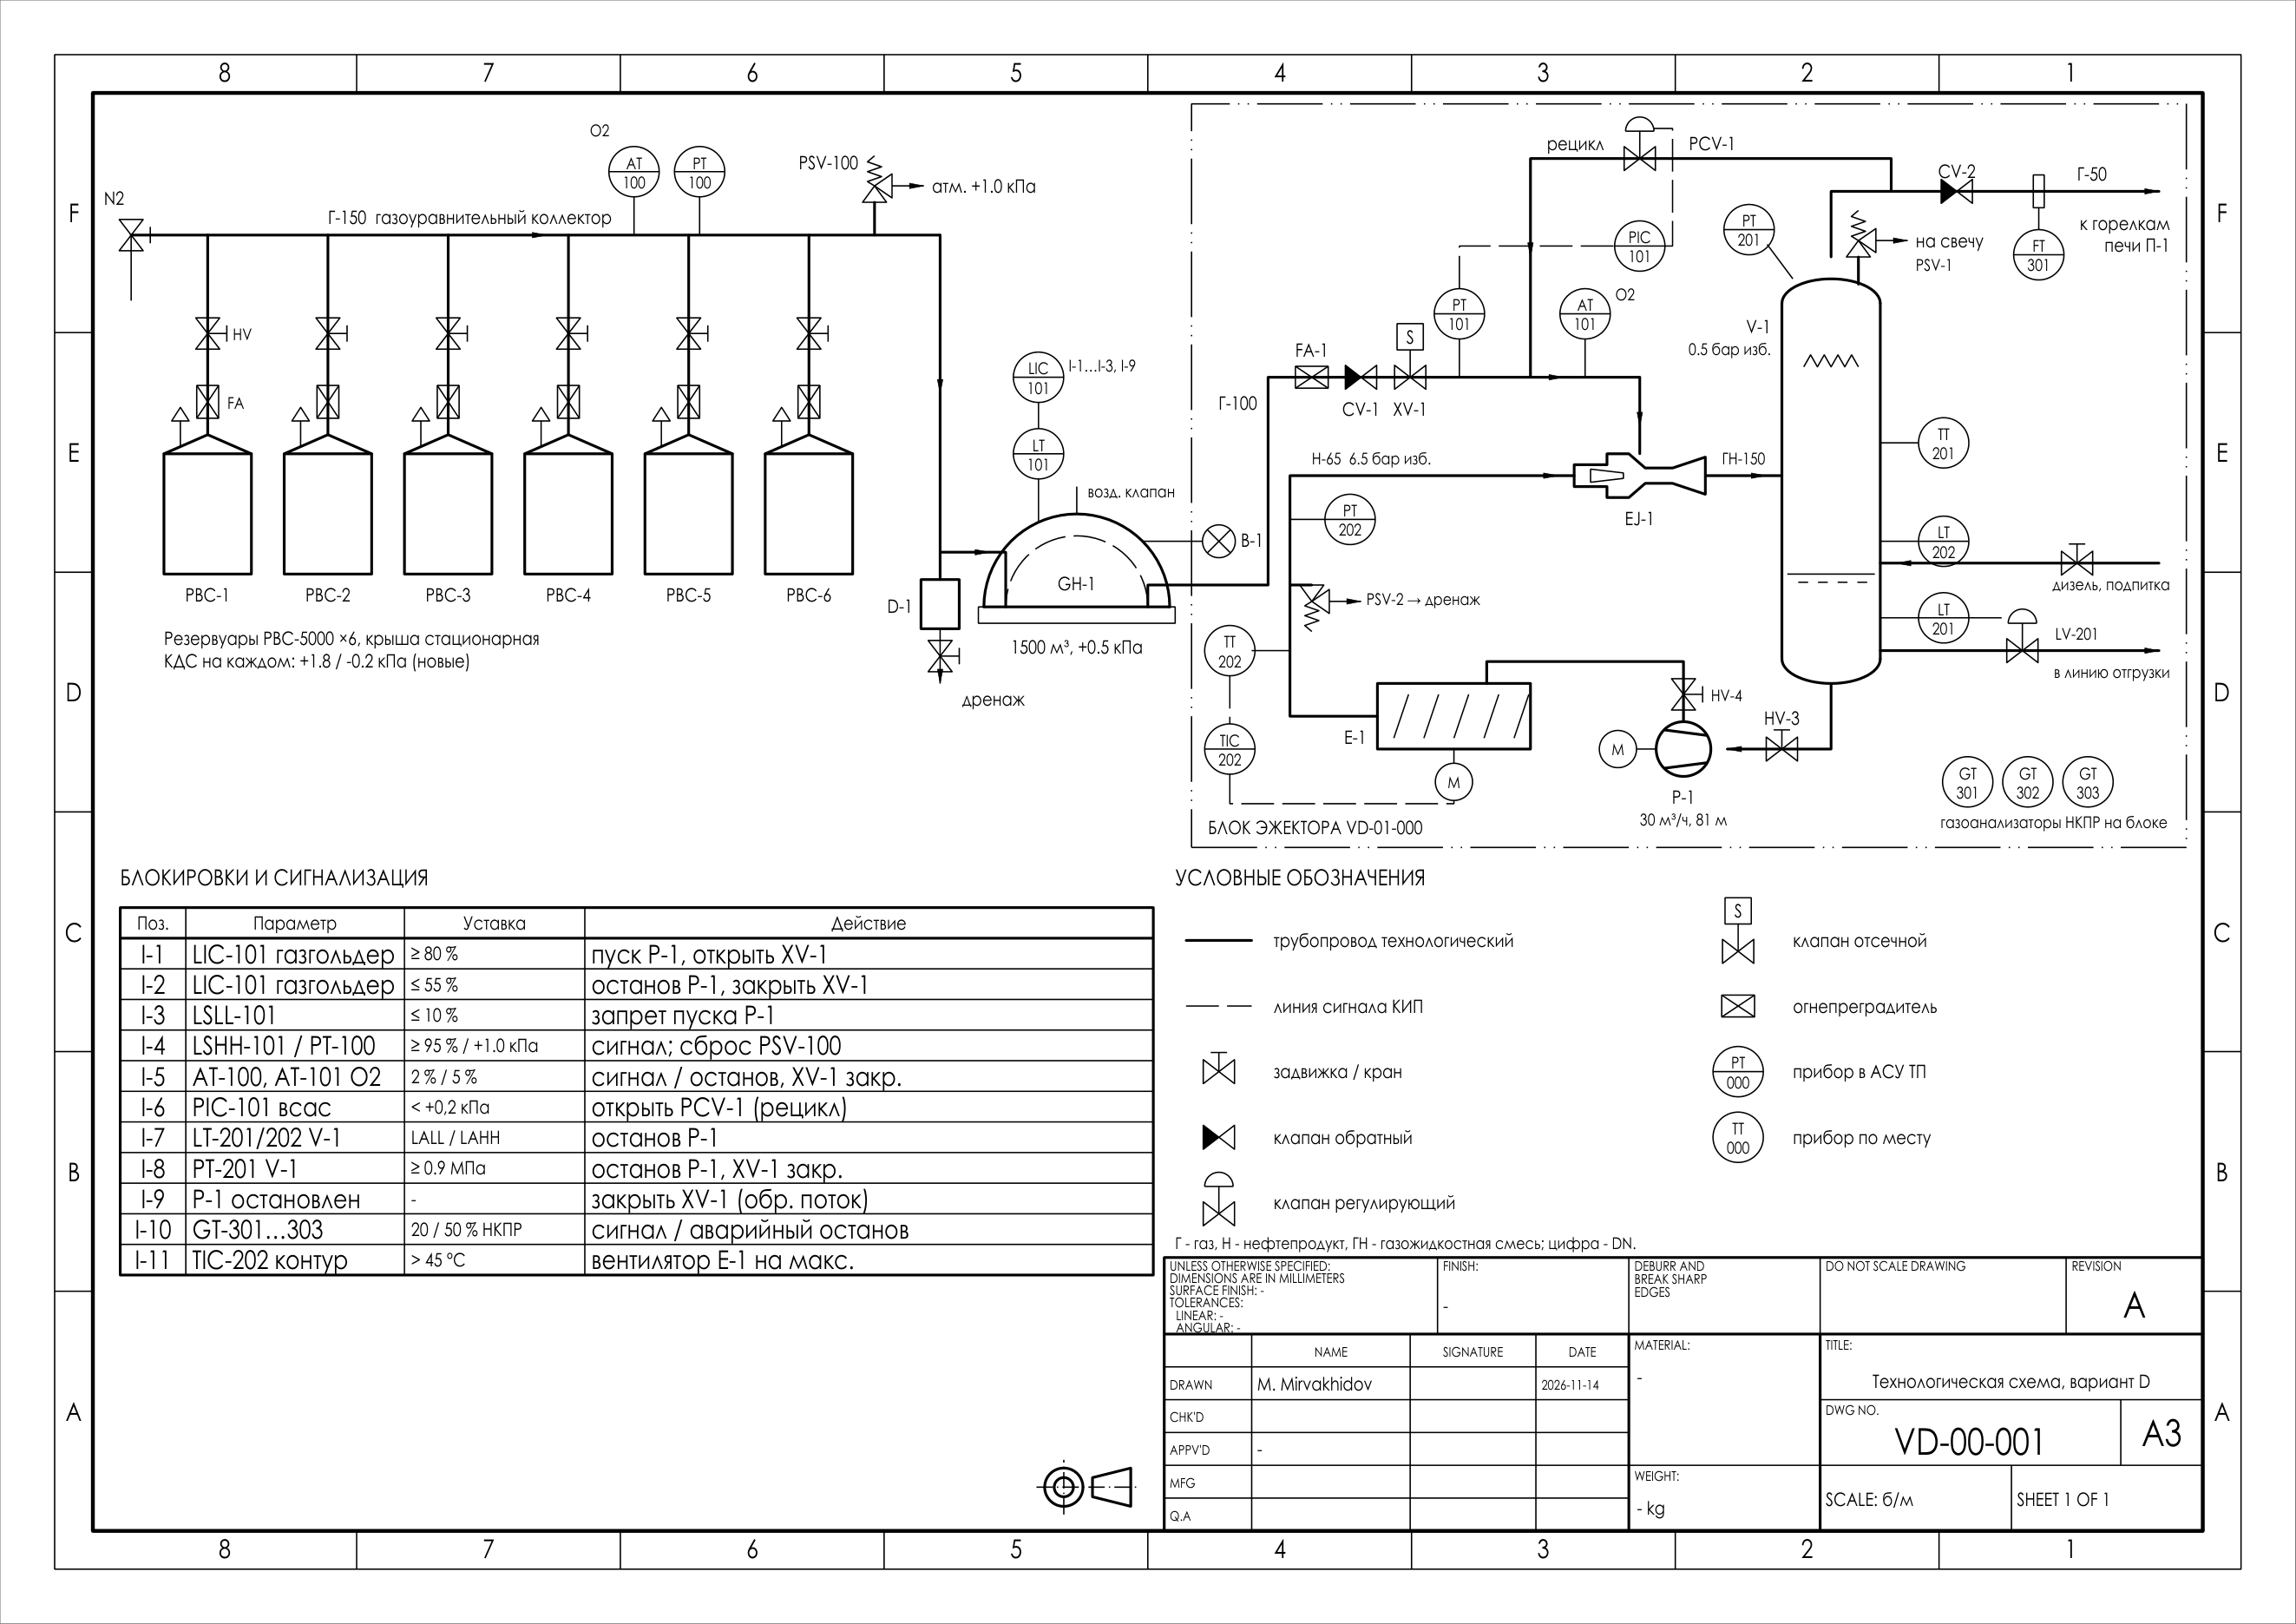 8 7 6 5 4 3 2 1
F
E
D
C
B
A
F
E
D
C
B
A
N2
O2
AT
100
PT
100
PSV-100
атм. +1.0 кПа
Г-150 газоуравнительный коллектор
HV
FA
РВС-1 РВС-2 РВС-3 РВС-4 РВС-5 РВС-6
Резервуары РВС-5000 ×6, крыша стационарная
КДС на каждом: +1.8 / -0.2 кПа (новые)
D-1
дренаж
LIC
101
I-1...I-3, I-9
LT
101
возд. клапан
GH-1
1500 м³, +0.5 кПа
B-1
рецикл
PCV-1
PIC
101
PT
101
AT
101
O2
FA-1
S
CV-1 XV-1
Г-100
Н-65 6.5 бар изб.
EJ-1
ГН-150
PT
202
PSV-2 → дренаж
TT
202
TIC
202
E-1
M
M
HV-4
HV-3
P-1
30 м³/ч, 81 м
БЛОК ЭЖЕКТОРА VD-01-000
PT
201
V-1
0.5 бар изб.
на свечу
PSV-1
CV-2
Г-50
FT
301
к горелкам
печи П-1
TT
201
LT
202
дизель, подпитка
LT
201
LV-201
в линию отгрузки
GT
301
GT
302
GT
303
газоанализаторы НКПР на блоке
БЛОКИРОВКИ И СИГНАЛИЗАЦИЯ
Поз. Параметр Уставка Действие
I-1 LIC-101 газгольдер ≥ 80 % пуск P-1, открыть XV-1
I-2 LIC-101 газгольдер ≤ 55 % останов P-1, закрыть XV-1
I-3 LSLL-101 ≤ 10 % запрет пуска P-1
I-4 LSHH-101 / PT-100 ≥ 95 % / +1.0 кПа сигнал; сброс PSV-100
I-5 AT-100, AT-101 O2 2 % / 5 % сигнал / останов, XV-1 закр.
I-6 PIC-101 всас < +0,2 кПа открыть PCV-1 (рецикл)
I-7 LT-201/202 V-1 LALL / LAHH останов P-1
I-8 PT-201 V-1 ≥ 0.9 МПа останов P-1, XV-1 закр.
I-9 P-1 остановлен - закрыть XV-1 (обр. поток)
I-10 GT-301...303 20 / 50 % НКПР сигнал / аварийный останов
I-11 TIC-202 контур > 45 °C вентилятор E-1 на макс.
УСЛОВНЫЕ ОБОЗНАЧЕНИЯ
трубопровод технологический
линия сигнала КИП
задвижка / кран
клапан обратный
клапан регулирующий
S
клапан отсечной
огнепреградитель
PT
000
прибор в АСУ ТП
TT
000
прибор по месту
Г - газ, Н - нефтепродукт, ГН - газожидкостная смесь; цифра - DN.
UNLESS OTHERWISE SPECIFIED:
DIMENSIONS ARE IN MILLIMETERS
SURFACE FINISH: -
TOLERANCES:
LINEAR: -
ANGULAR: -
FINISH:
-
DEBURR AND
BREAK SHARP
EDGES
DO NOT SCALE DRAWING
REVISION
A
NAME SIGNATURE DATE
DRAWN M. Mirvakhidov 2026-11-14
CHK'D
APPV'D -
MFG
Q.A
MATERIAL:
-
WEIGHT:
- kg
TITLE:
Технологическая схема, вариант D
DWG NO.
VD-00-001
A3
SCALE: б/м
SHEET 1 OF 1
8 7 6 5 4 3 2 1